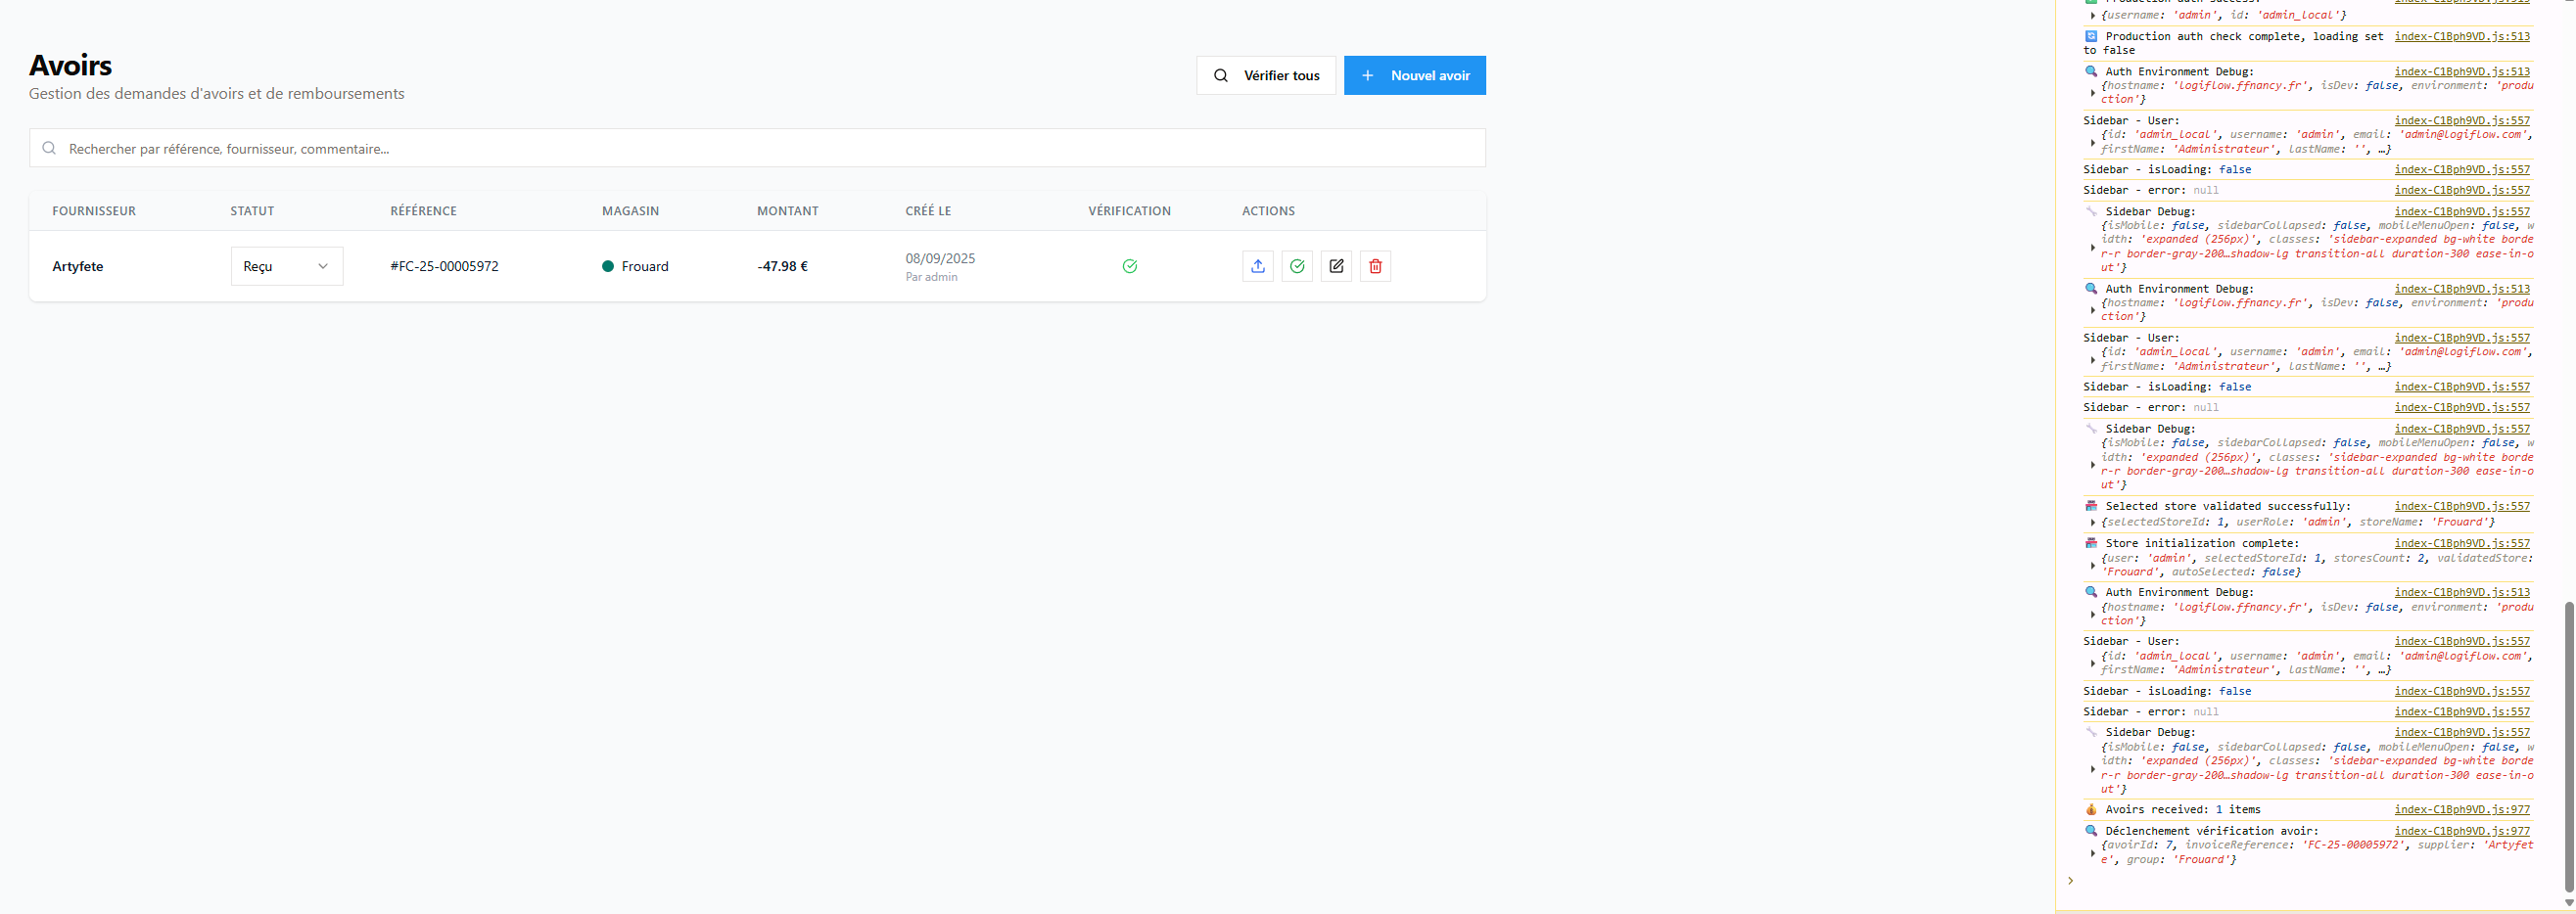 Avoirs
Gestion des demandes d'avoirs et de remboursements
Vérifier tous
Nouvel avoir
Rechercher par référence, fournisseur, commentaire...
FOURNISSEUR STATUT RÉFÉRENCE MAGASIN MONTANT CRÉÉ LE VÉRIFICATION ACTIONS
Artyfete Reçu #FC-25-00005972 Frouard -47.98 € 08/09/2025
Par admin
{username: 'admin', id: 'admin_local'}
Production auth check complete, loading set index-C1Bph9VD.js:513
to false
Auth Environment Debug: index-C1Bph9VD.js:513
{hostname: 'logiflow.ffnancy.fr', isDev: false, environment: 'produ
ction'}
Sidebar - User: index-C1Bph9VD.js:557
{id: 'admin_local', username: 'admin', email: 'admin@logiflow.com',
firstName: 'Administrateur', lastName: '', …}
Sidebar - isLoading: false index-C1Bph9VD.js:557
Sidebar - error: null index-C1Bph9VD.js:557
Sidebar Debug: index-C1Bph9VD.js:557
{isMobile: false, sidebarCollapsed: false, mobileMenuOpen: false, w
idth: 'expanded (256px)', classes: 'sidebar-expanded bg-white borde
r-r border-gray-200…shadow-lg transition-all duration-300 ease-in-o
ut'}
Auth Environment Debug: index-C1Bph9VD.js:513
{hostname: 'logiflow.ffnancy.fr', isDev: false, environment: 'produ
ction'}
Sidebar - User: index-C1Bph9VD.js:557
{id: 'admin_local', username: 'admin', email: 'admin@logiflow.com',
firstName: 'Administrateur', lastName: '', …}
Sidebar - isLoading: false index-C1Bph9VD.js:557
Sidebar - error: null index-C1Bph9VD.js:557
Sidebar Debug: index-C1Bph9VD.js:557
{isMobile: false, sidebarCollapsed: false, mobileMenuOpen: false, w
idth: 'expanded (256px)', classes: 'sidebar-expanded bg-white borde
r-r border-gray-200…shadow-lg transition-all duration-300 ease-in-o
ut'}
Selected store validated successfully: index-C1Bph9VD.js:557
{selectedStoreId: 1, userRole: 'admin', storeName: 'Frouard'}
Store initialization complete: index-C1Bph9VD.js:557
{user: 'admin', selectedStoreId: 1, storesCount: 2, validatedStore:
'Frouard', autoSelected: false}
Auth Environment Debug: index-C1Bph9VD.js:513
{hostname: 'logiflow.ffnancy.fr', isDev: false, environment: 'produ
ction'}
Sidebar - User: index-C1Bph9VD.js:557
{id: 'admin_local', username: 'admin', email: 'admin@logiflow.com',
firstName: 'Administrateur', lastName: '', …}
Sidebar - isLoading: false index-C1Bph9VD.js:557
Sidebar - error: null index-C1Bph9VD.js:557
Sidebar Debug: index-C1Bph9VD.js:557
{isMobile: false, sidebarCollapsed: false, mobileMenuOpen: false, w
idth: 'expanded (256px)', classes: 'sidebar-expanded bg-white borde
r-r border-gray-200…shadow-lg transition-all duration-300 ease-in-o
ut'}
Avoirs received: 1 items index-C1Bph9VD.js:977
Déclenchement vérification avoir: index-C1Bph9VD.js:977
{avoirId: 7, invoiceReference: 'FC-25-00005972', supplier: 'Artyfet
e', group: 'Frouard'}